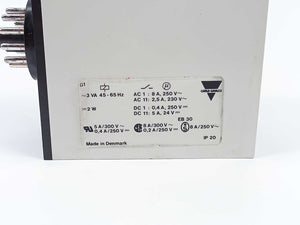 G1
~3 VA 45-65 Hz
AC 1 : 8 A, 250 V~
AC 11: 2,5 A, 230 V~
⎓ 2 W
DC 1 : 0,4 A, 250 V⎓
DC 11: 5 A, 24 V⎓
EB 30
5 A/300 V~
0,4 A/250 V⎓
8 A/300 V~
0,2 A/250 V⎓
8 A/250 V~
Made in Denmark
IP 20